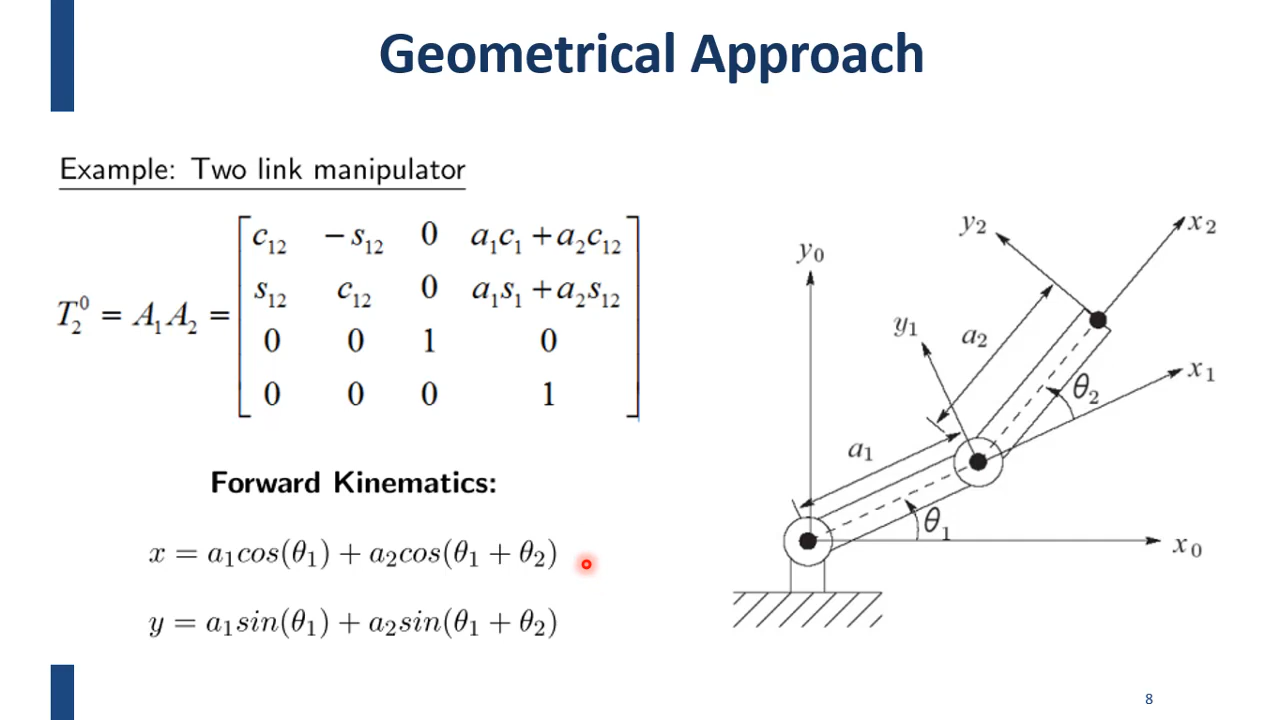 Geometrical Approach
Example: Two link manipulator
T₂⁰ = A₁A₂ =
c₁₂ −s₁₂ 0 a₁c₁ + a₂c₁₂
s₁₂ c₁₂ 0 a₁s₁ + a₂s₁₂
0 0 1 0
0 0 0 1
Forward Kinematics:
x = a₁cos(θ₁) + a₂cos(θ₁ + θ₂)
y = a₁sin(θ₁) + a₂sin(θ₁ + θ₂)
y₀
y₂
x₂
y₁
a₂
x₁
θ₂
a₁
θ₁
x₀
8